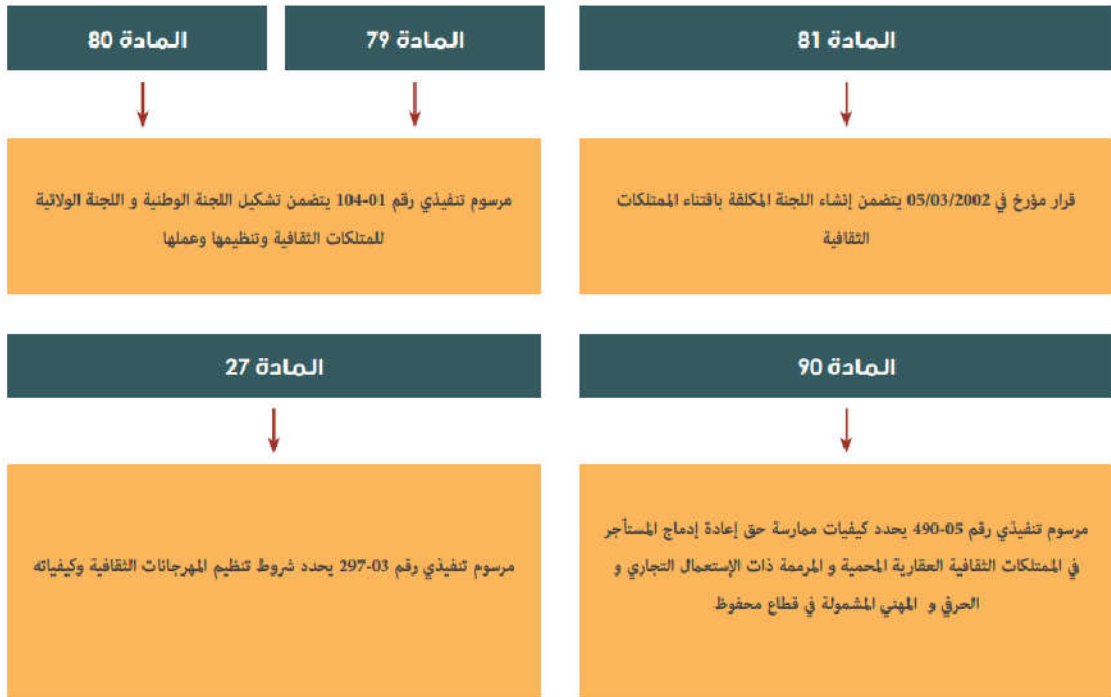 المادة 81
قرار مؤرخ في 05/03/2002 يتضمن إنشاء اللجنة المكلفة باقتناء الممتلكات
الثقافية
المادة 79
المادة 80
مرسوم تنفيذي رقم 01-104 يتضمن تشكيل اللجنة الوطنية و اللجنة الولائية
للمتلكات الثقافية وتنظيمها وعملها
المادة 90
مرسوم تنفيذي رقم 05-490 يحدد كيفيات ممارسة حق إعادة إدماج المستأجر
في الممتلكات الثقافية العقارية المحمية و المرممة ذات الإستعمال التجاري و
الحرفي و المهني المشمولة في قطاع محفوظ
المادة 27
مرسوم تنفيذي رقم 03-297 يحدد شروط تنظيم المهرجانات الثقافية وكيفياته